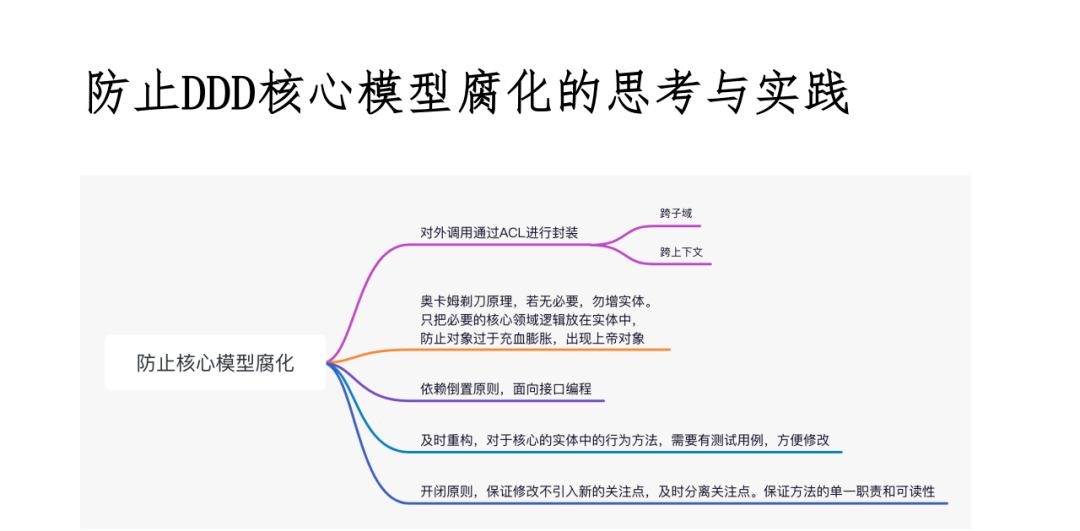 防止DDD核心模型腐化的思考与实践
跨子域
对外调用通过ACL进行封装
跨上下文
奥卡姆剃刀原理，若无必要，勿增实体。
只把必要的核心领域逻辑放在实体中，
防止对象过于充血膨胀，出现上帝对象
防止核心模型腐化
依赖倒置原则，面向接口编程
及时重构，对于核心的实体中的行为方法，需要有测试用例，方便修改
开闭原则，保证修改不引入新的关注点，及时分离关注点。保证方法的单一职责和可读性